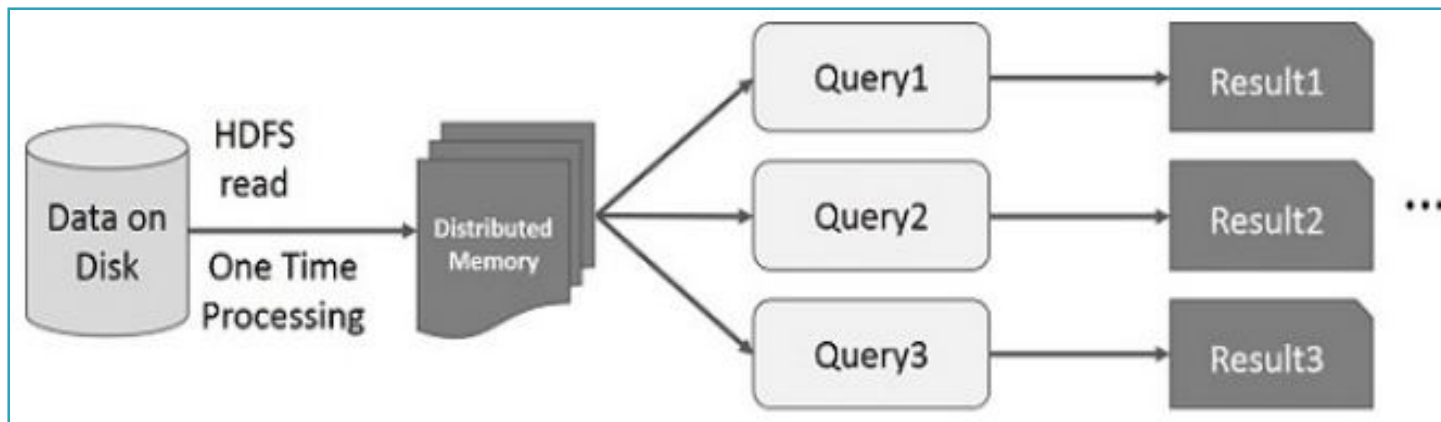 Data on
Disk
HDFS
read
One Time
Processing
Distributed
Memory
Query1
Result1
Query2
Result2
...
Query3
Result3